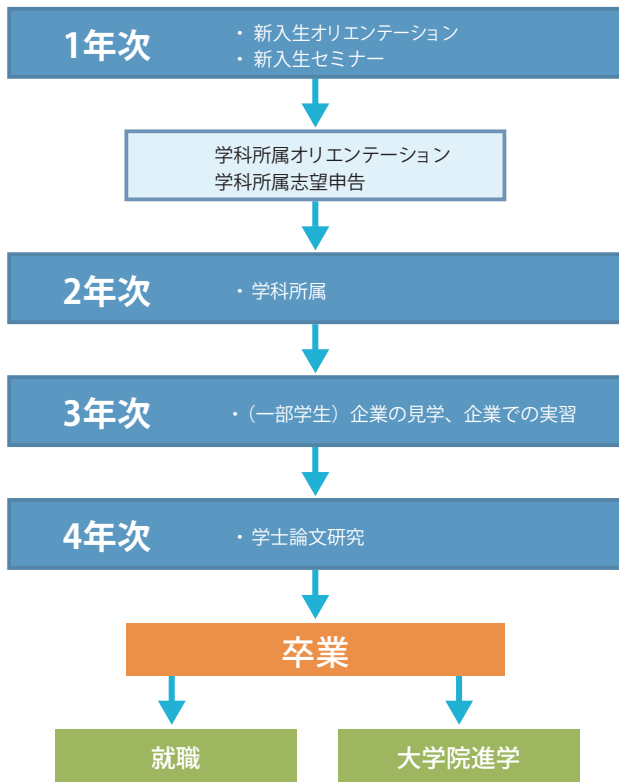 1年次
・新入生オリエンテーション
・新入生セミナー
学科所属オリエンテーション
学科所属志望申告
2年次
・学科所属
3年次
・（一部学生）企業の見学、企業での実習
4年次
・学士論文研究
卒業
就職
大学院進学